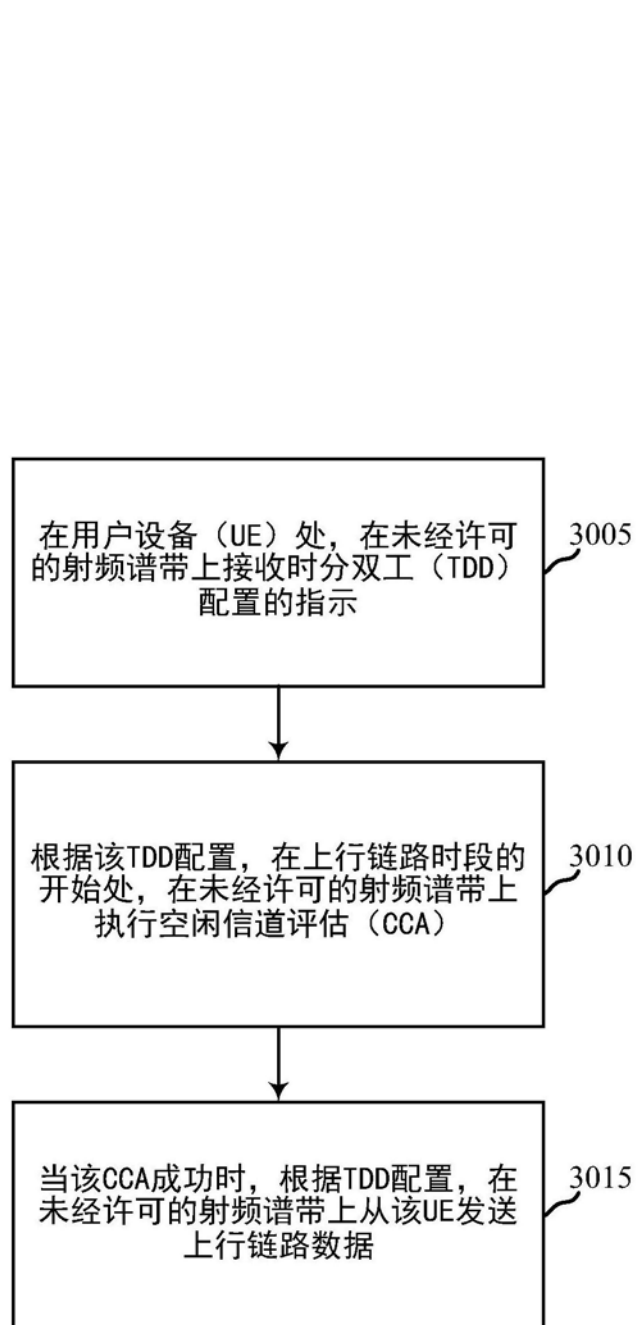 在用户设备（UE）处，在未经许可
的射频谱带上接收时分双工（TDD）
配置的指示
3005
根据该TDD配置，在上行链路时段的
开始处，在未经许可的射频谱带上
执行空闲信道评估（CCA）
3010
当该CCA成功时，根据TDD配置，在
未经许可的射频谱带上从该UE发送
上行链路数据
3015